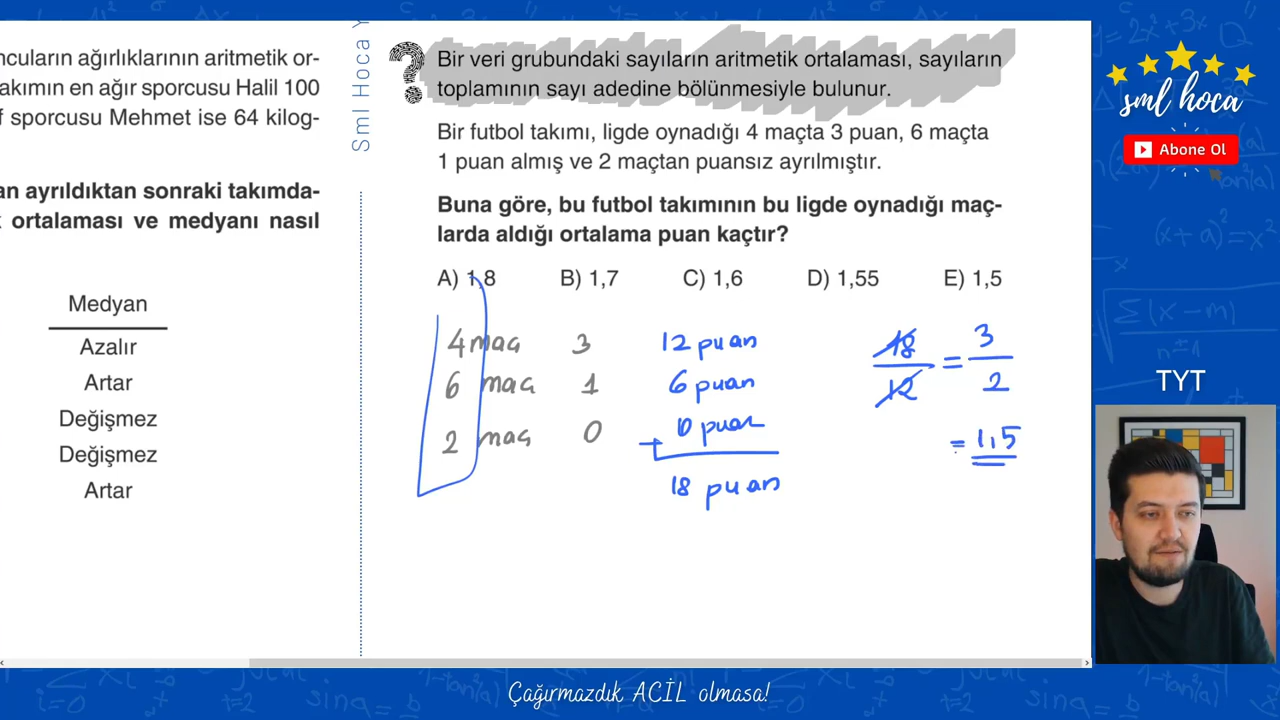 ncuların ağırlıklarının aritmetik or-
akımın en ağır sporcusu Halil 100
f sporcusu Mehmet ise 64 kilog-
an ayrıldıktan sonraki takımda-
ortalaması ve medyanı nasıl
Medyan
Azalır
Artar
Değişmez
Değişmez
Artar
Sml Hoca Y
?
Bir veri grubundaki sayıların aritmetik ortalaması, sayıların
toplamının sayı adedine bölünmesiyle bulunur.
Bir futbol takımı, ligde oynadığı 4 maçta 3 puan, 6 maçta
1 puan almış ve 2 maçtan puansız ayrılmıştır.
Buna göre, bu futbol takımının bu ligde oynadığı maç-
larda aldığı ortalama puan kaçtır?
A) 1,8 B) 1,7 C) 1,6 D) 1,55 E) 1,5
4 maa 3 12 puan
6 maa 1 6 puan
2 maa 0 0 puan
+
18 puan
18/12 = 3/2
= 1,5
sml hoca
Abone Ol
TYT
Çağırmazdık ACİL olmasa!